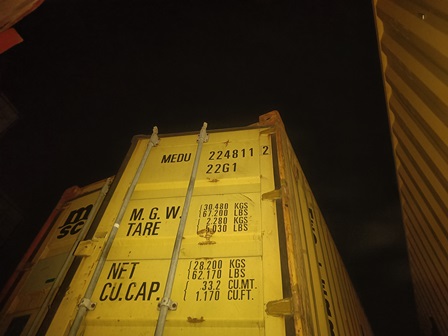 MEDU 224811 2
22G1
M.G.W. 30.480 KGS
67.200 LBS
TARE 2.280 KGS
5.030 LBS
NET 28.200 KGS
62.170 LBS
CU.CAP. 33.2 CU.MT.
1.170 CU.FT.
msc